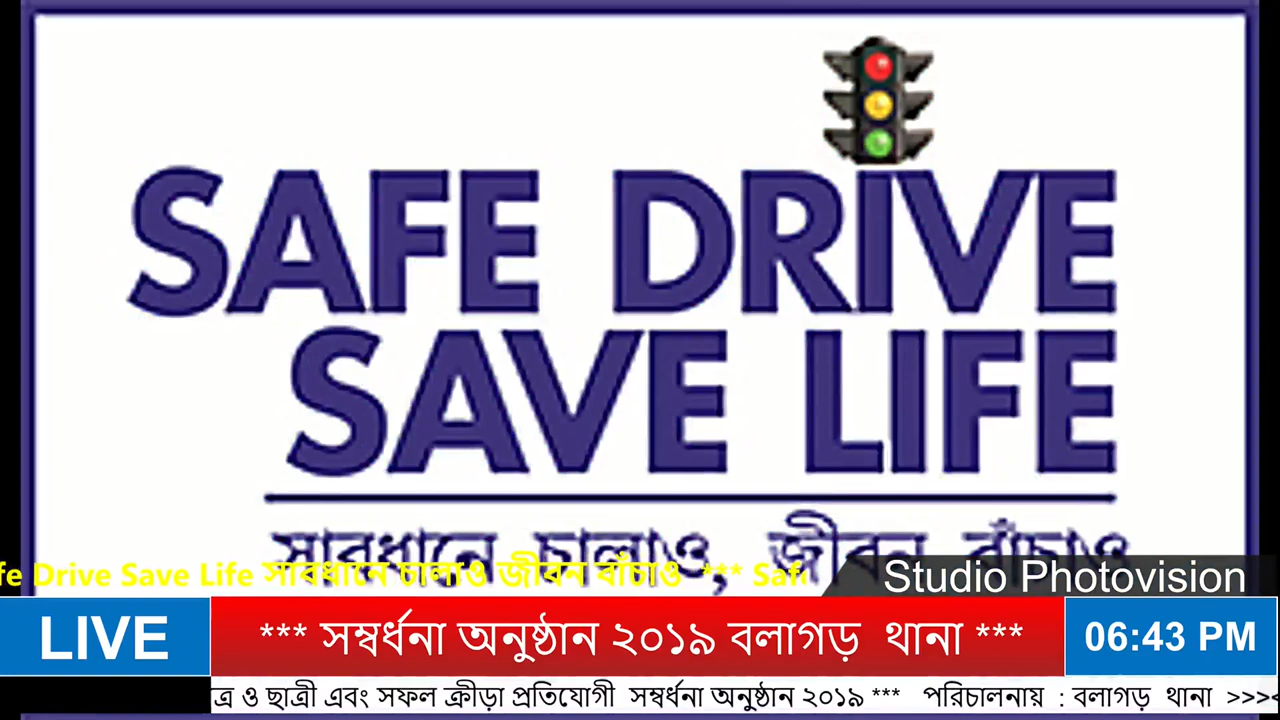 SAFE DRIVE
SAVE LIFE
সাবধানে চালাও, জীবন বাঁচাও
fe Drive Save Life সাবধানে চালাও জীবন বাঁচাও *** Safe
Studio Photovision
LIVE
*** সম্বর্ধনা অনুষ্ঠান ২০১৯ বলাগড় থানা ***
06:43 PM
ত্র ও ছাত্রী এবং সফল ক্রীড়া প্রতিযোগী সম্বর্ধনা অনুষ্ঠান ২০১৯ *** পরিচালনায় : বলাগড় থানা >>><